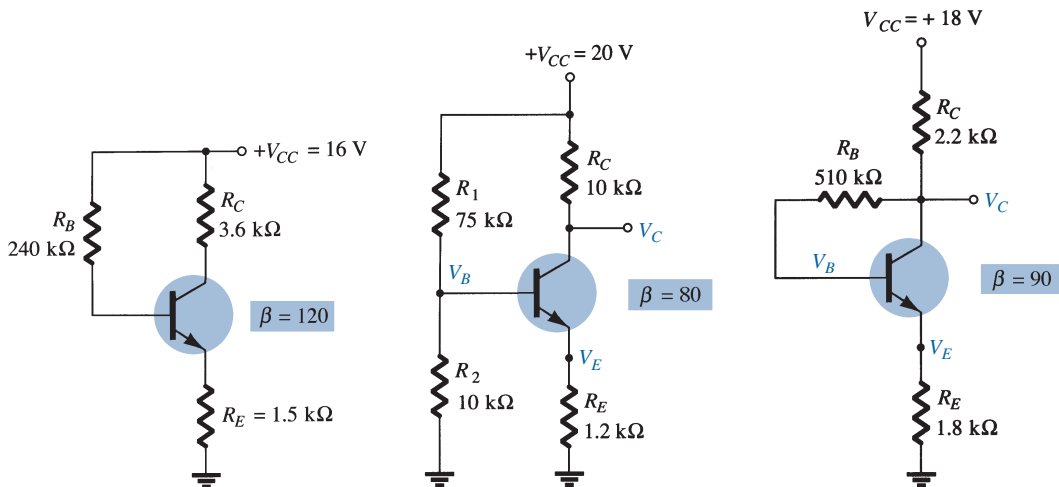 +V_CC = 16 V
R_B
240 kΩ
R_C
3.6 kΩ
β = 120
R_E = 1.5 kΩ
+V_CC = 20 V
R_1
75 kΩ
R_C
10 kΩ
V_C
V_B
β = 80
V_E
R_2
10 kΩ
R_E
1.2 kΩ
V_CC = + 18 V
R_C
2.2 kΩ
R_B
510 kΩ
V_C
V_B
β = 90
V_E
R_E
1.8 kΩ